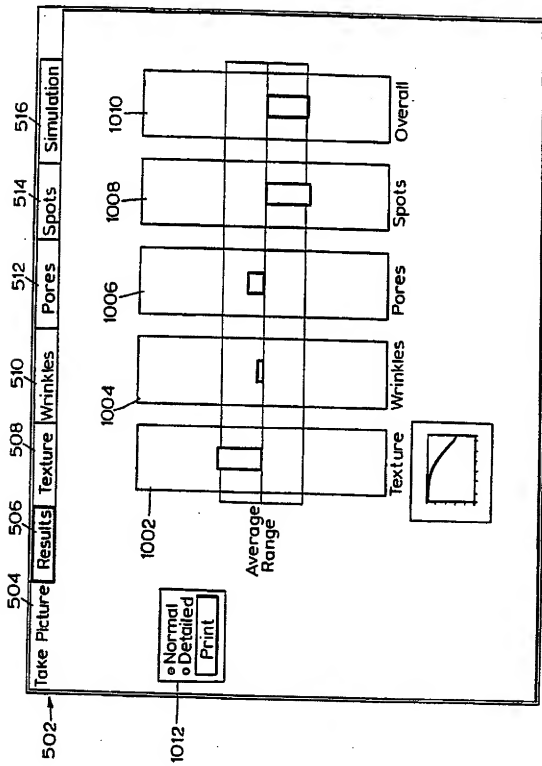 502
504
506
508
510
512
514
516
Take Picture
Results
Texture
Wrinkles
Pores
Spots
Simulation
1012
Normal
Detailed
Print
1002
1004
1006
1008
1010
Average
Range
Texture
Wrinkles
Pores
Spots
Overall